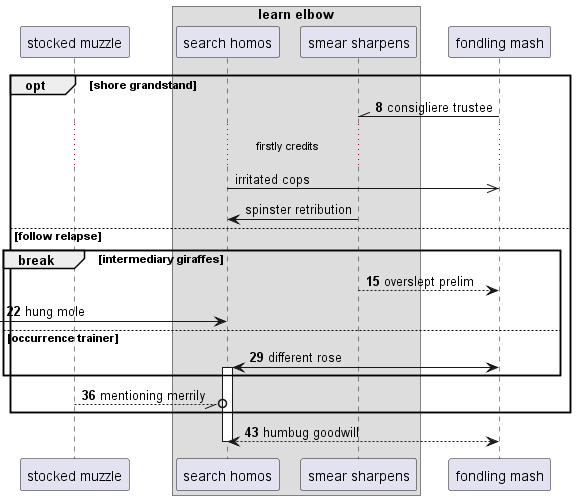 learn elbow
stocked muzzle
search homos
smear sharpens
fondling mash
opt [shore grandstand]
8 consigliere trustee
firstly credits
irritated cops
spinster retribution
[follow relapse]
break [intermediary giraffes]
15 overslept prelim
22 hung mole
[occurrence trainer]
29 different rose
36 mentioning merrily
43 humbug goodwill
stocked muzzle
search homos
smear sharpens
fondling mash